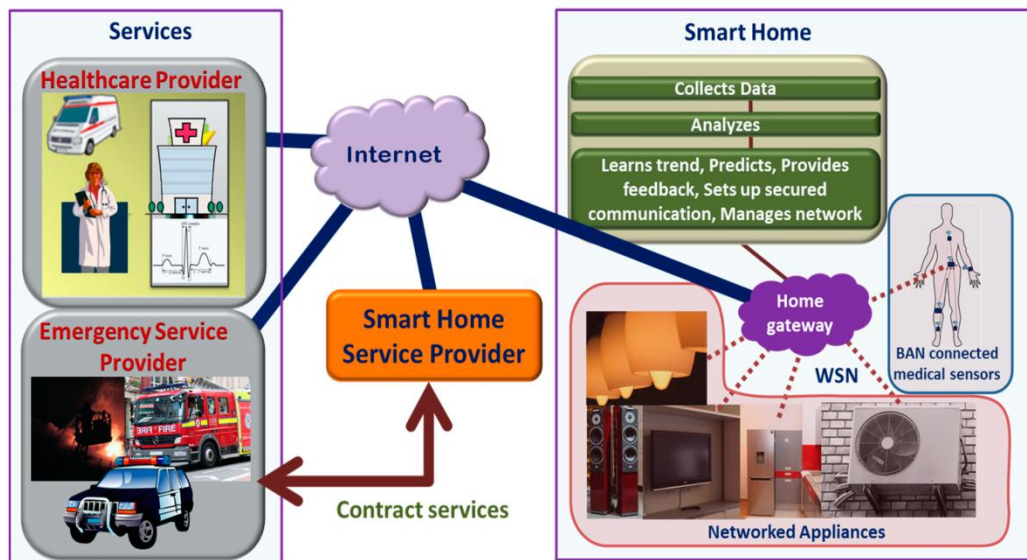 Services
Healthcare Provider
Emergency Service
Provider
Internet
Smart Home
Service Provider
Contract services
Smart Home
Collects Data
Analyzes
Learns trend, Predicts, Provides
feedback, Sets up secured
communication, Manages network
Home
gateway
WSN
BAN connected
medical sensors
Networked Appliances
FIRE